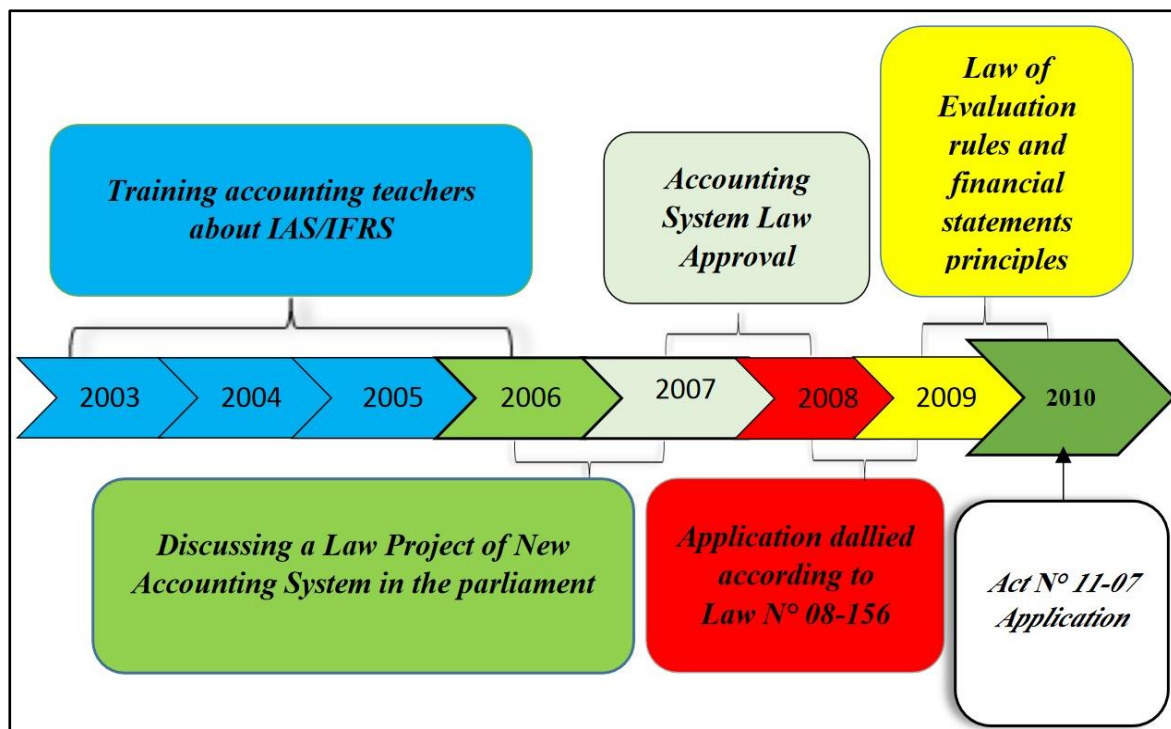 Training accounting teachers
about IAS/IFRS
Accounting
System Law
Approval
Law of
Evaluation
rules and
financial
statements
principles
2003
2004
2005
2006
2007
2008
2009
2010
Discussing a Law Project of New
Accounting System in the parliament
Application dallied
according to
Law N° 08-156
Act N° 11-07
Application